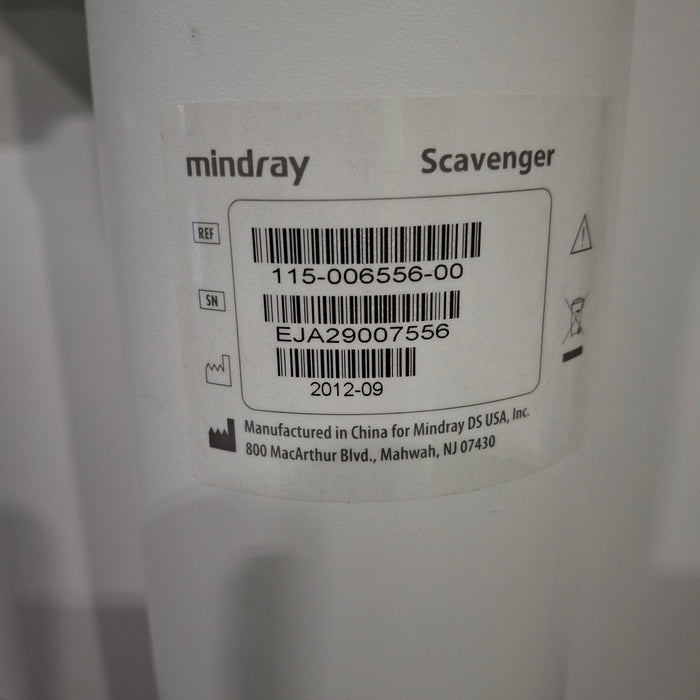 mindray Scavenger
REF
115-006556-00
SN
EJA29007556
2012-09
Manufactured in China for Mindray DS USA, Inc.
800 MacArthur Blvd., Mahwah, NJ 07430